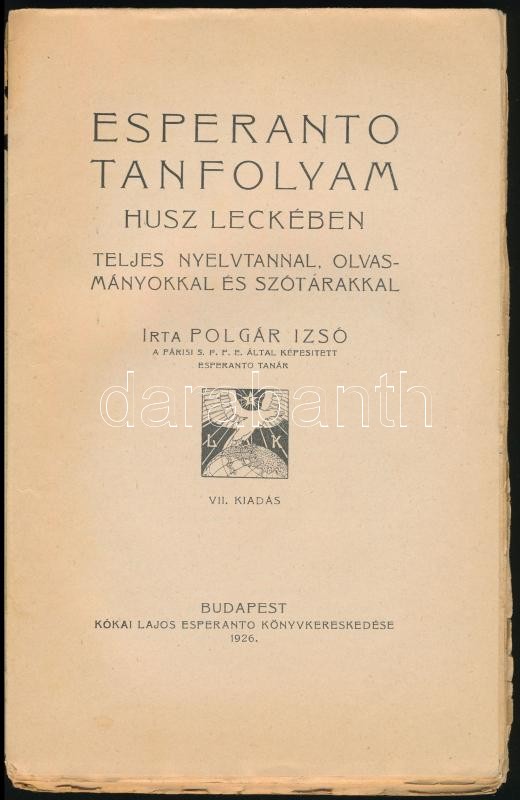 ESPERANTO
TANFOLYAM
HUSZ LECKÉBEN
TELJES NYELVTANNAL, OLVAS-
MÁNYOKKAL ÉS SZÓTÁRAKKAL
IRTA POLGÁR IZSÓ
A PÁRISI S. F. P. E. ÁLTAL KÉPESITETT
ESPERANTO TANÁR
darabanth
L K
VII. KIADÁS
BUDAPEST
KÓKAI LAJOS ESPERANTO KÖNYVKERESKEDÉSE
1926.